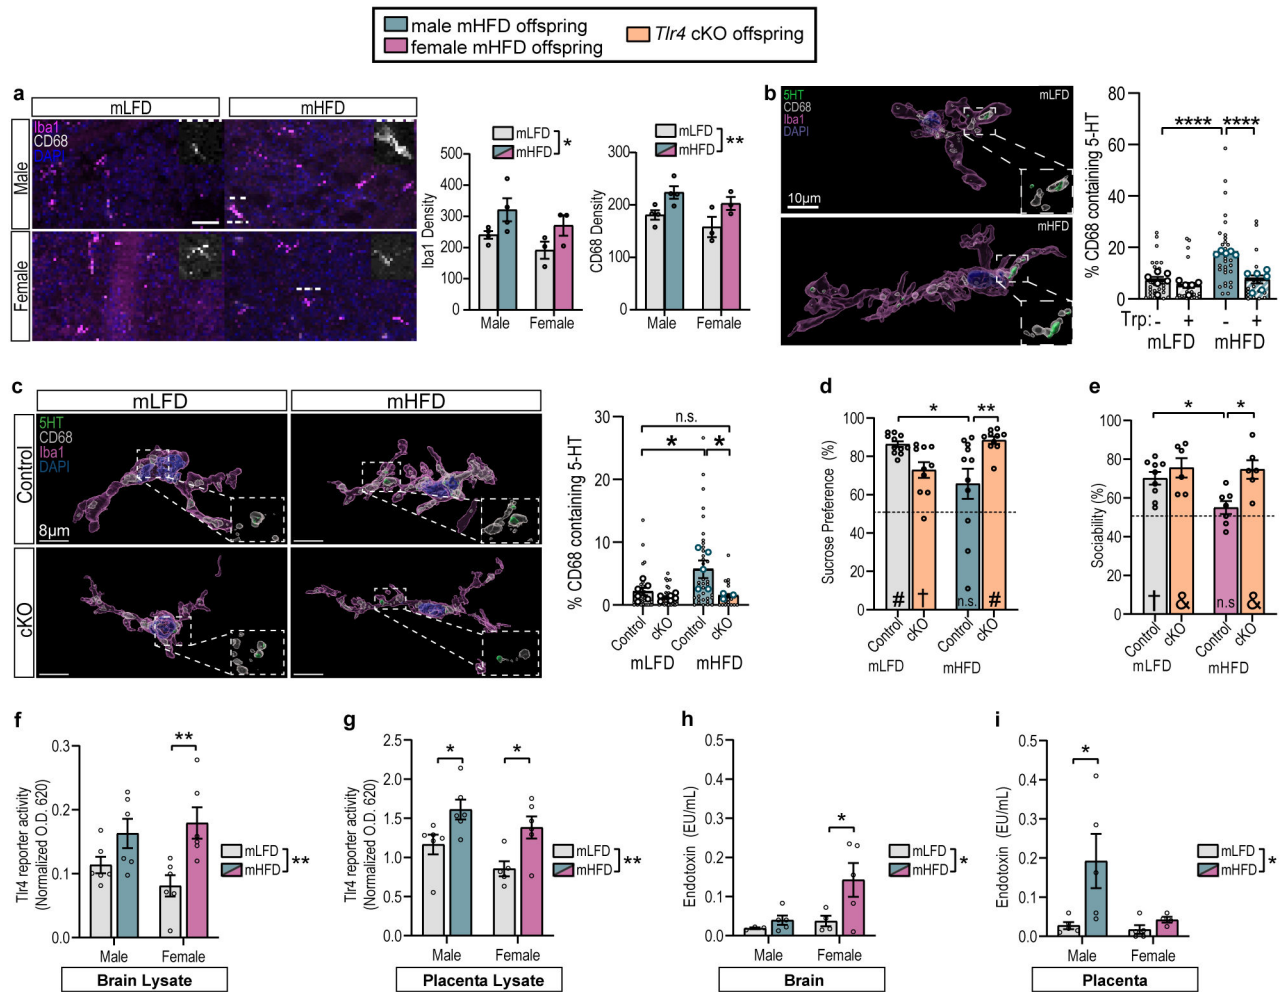 male mHFD offspring
female mHFD offspring
Tlr4 cKO offspring
a
mLFD
mHFD
Male
Female
Iba1
CD68
DAPI
Iba1 Density
500
400
300
200
100
0
mLFD
mHFD
*
Male
Female
CD68 Density
300
200
100
0
mLFD
mHFD
**
Male
Female
b
5HT
CD68
Iba1
DAPI
mLFD
10µm
mHFD
% CD68 containing 5-HT
80
60
40
20
0
****
****
Trp:
-
+
-
+
mLFD
mHFD
c
mLFD
mHFD
Control
cKO
5HT
CD68
Iba1
DAPI
8µm
% CD68 containing 5-HT
30
20
10
0
n.s.
*
*
Control
cKO
Control
cKO
mLFD
mHFD
d
Sucrose Preference (%)
100
80
60
40
20
0
*
**
#
†
n.s.
#
Control
cKO
Control
cKO
mLFD
mHFD
e
Sociability (%)
100
80
60
40
20
0
*
*
†
&
n.s
&
Control
cKO
Control
cKO
mLFD
mHFD
f
Tlr4 reporter activity
(Normalized O.D. 620)
0.3
0.2
0.1
0.0
**
mLFD
mHFD
**
Male
Female
Brain Lysate
g
Tlr4 reporter activity
(Normalized O.D. 620)
2.5
2.0
1.5
1.0
0.5
0.0
*
*
mLFD
mHFD
**
Male
Female
Placenta Lysate
h
Endotoxin (EU/mL)
0.5
0.4
0.3
0.2
0.1
0.0
*
mLFD
mHFD
*
Male
Female
Brain
i
Endotoxin (EU/mL)
0.5
0.4
0.3
0.2
0.1
0.0
*
mLFD
mHFD
*
Male
Female
Placenta